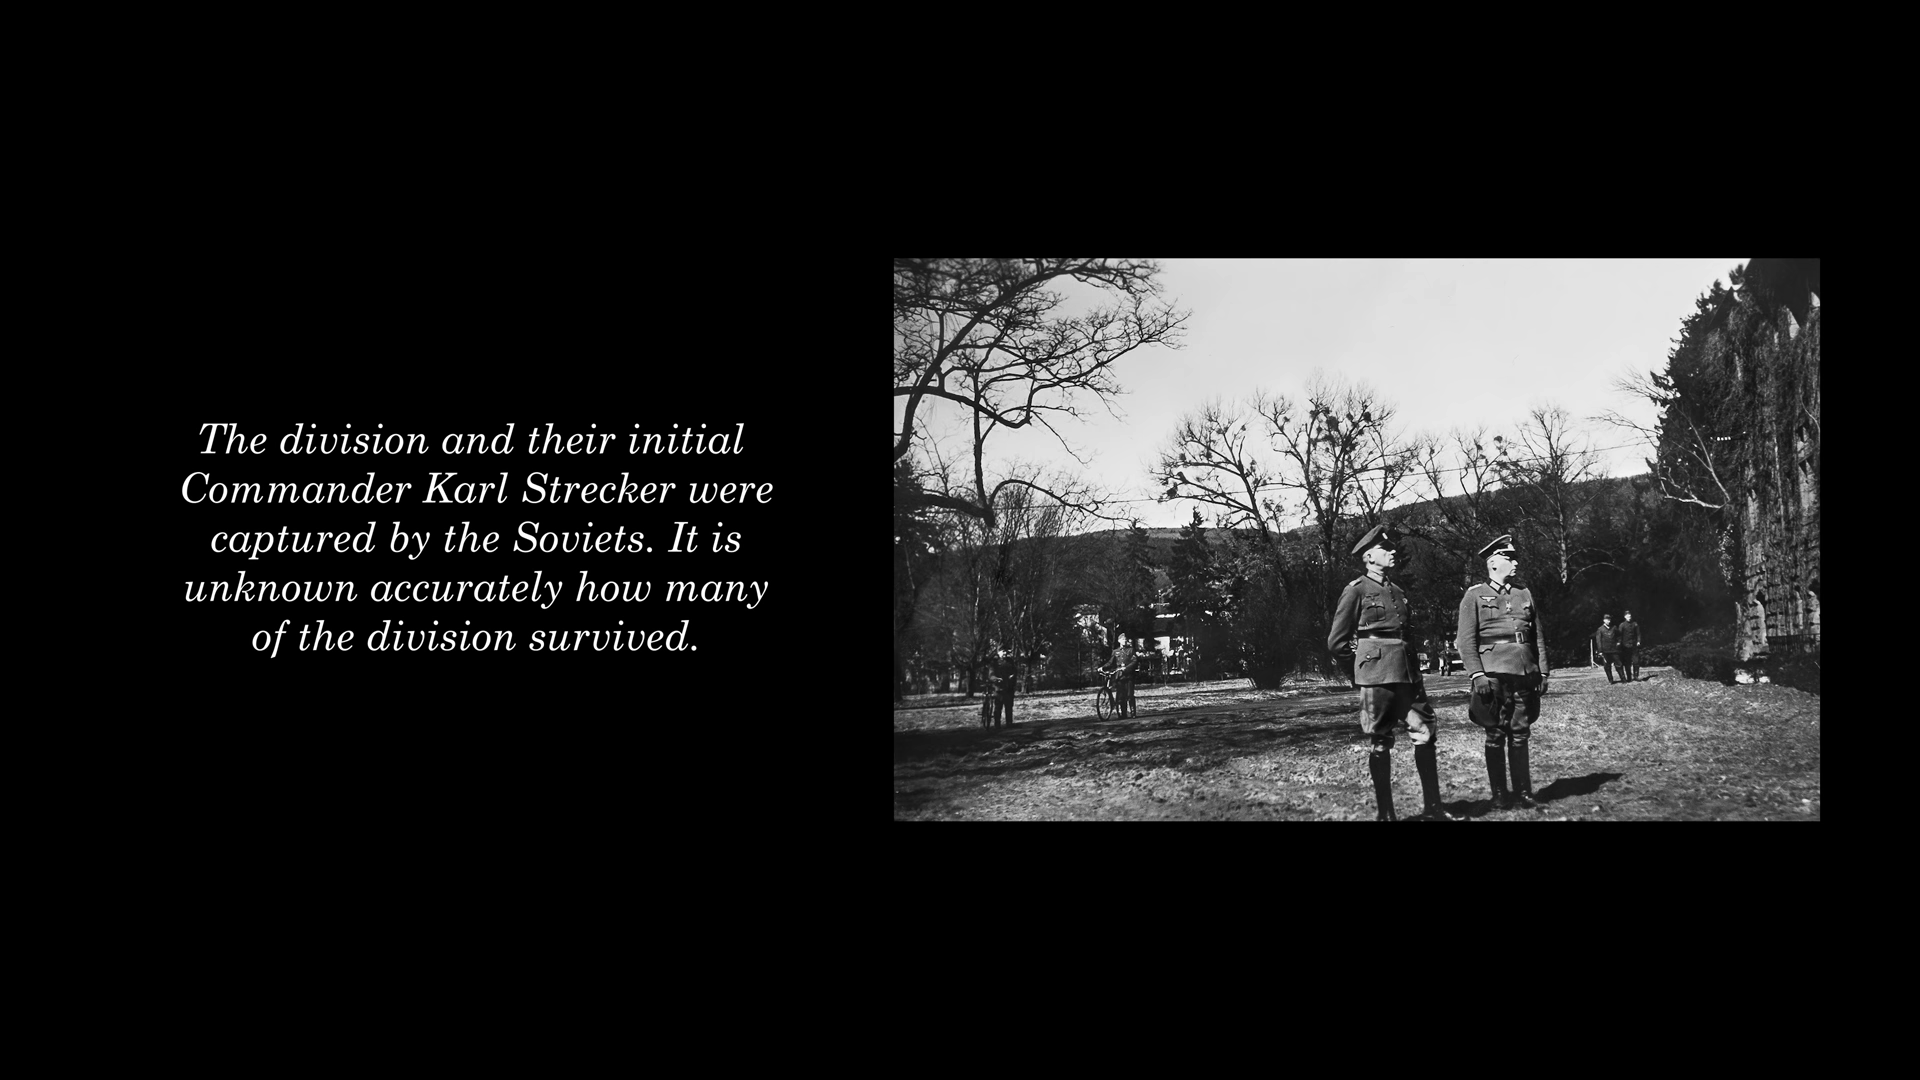 The division and their initial
Commander Karl Strecker were
captured by the Soviets. It is
unknown accurately how many
of the division survived.